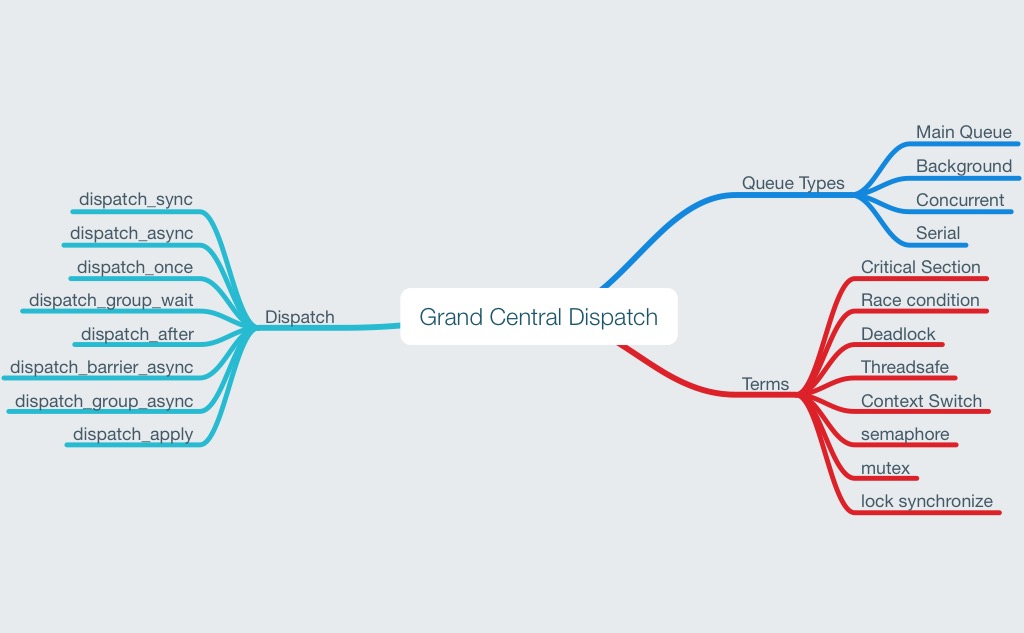 Grand Central Dispatch
Dispatch
dispatch_sync
dispatch_async
dispatch_once
dispatch_group_wait
dispatch_after
dispatch_barrier_async
dispatch_group_async
dispatch_apply
Queue Types
Main Queue
Background
Concurrent
Serial
Terms
Critical Section
Race condition
Deadlock
Threadsafe
Context Switch
semaphore
mutex
lock synchronize